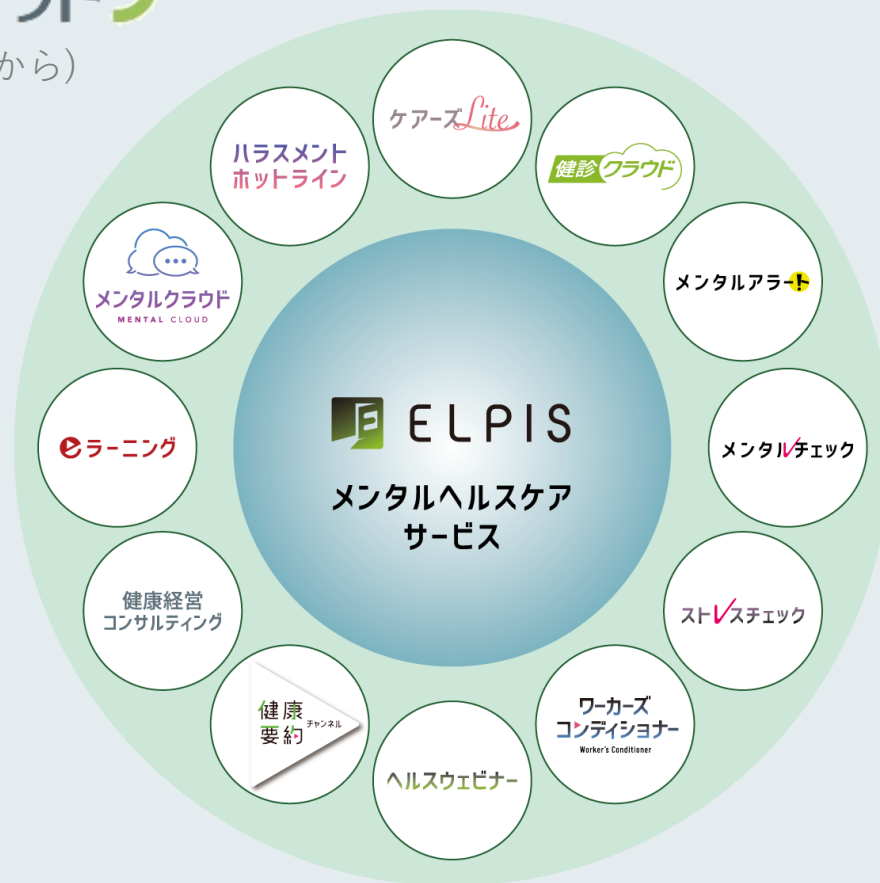 から)
ケアーズLite
健診クラウド
メンタルアラート
メンタルチェック
ストレスチェック
ワーカーズ
コンディショナー
Worker's Conditioner
ヘルスウェビナー
健康
要約
チャンネル
健康経営
コンサルティング
eラーニング
メンタルクラウド
MENTAL CLOUD
ハラスメント
ホットライン
ELPIS
メンタルヘルスケア
サービス